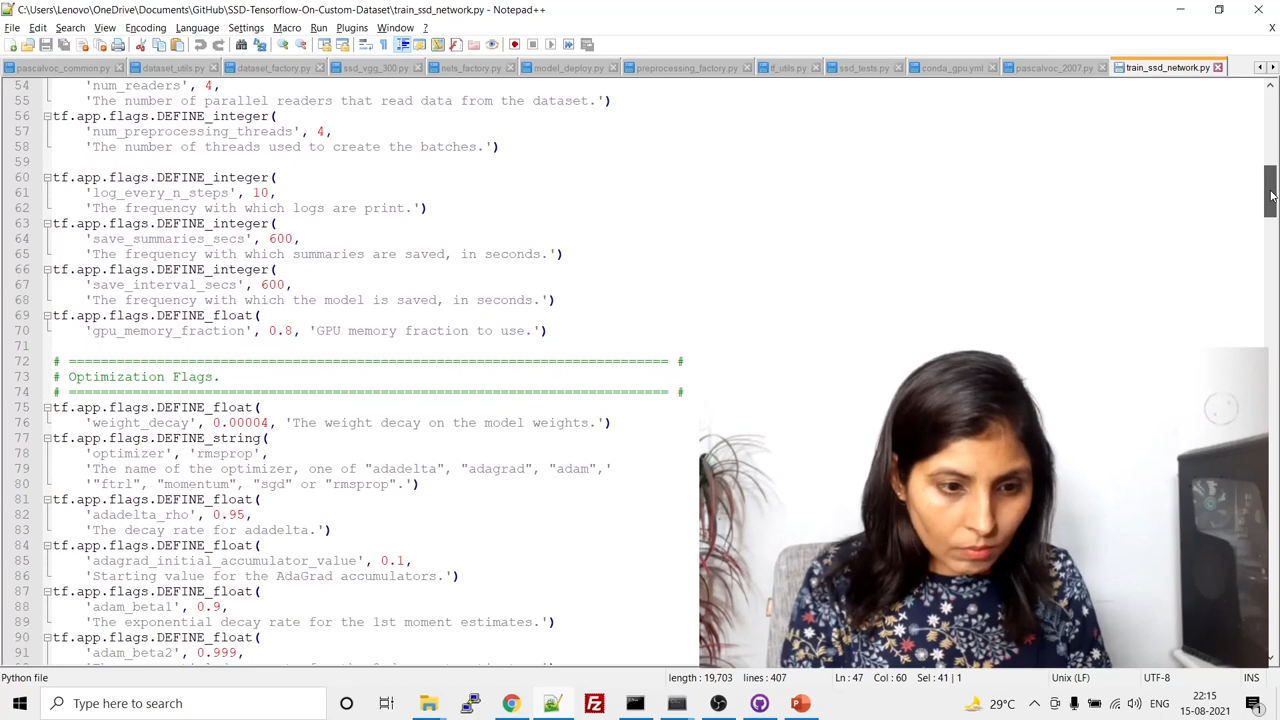 C:\Users\Lenovo\OneDrive\Documents\GitHub\SSD-Tensorflow-On-Custom-Dataset\train_ssd_network.py - Notepad++
File Edit Search View Encoding Language Settings Tools Macro Run Plugins Window ?
pascalvoc_common.py dataset_utils.py dataset_factory.py ssd_vgg_300.py nets_factory.py model_deploy.py preprocessing_factory.py tf_utils.py ssd_tests.py conda_gpu.yml pascalvoc_2007.py train_ssd_network.py
54 'num_readers', 4,
55 'The number of parallel readers that read data from the dataset.')
56 tf.app.flags.DEFINE_integer(
57 'num_preprocessing_threads', 4,
58 'The number of threads used to create the batches.')
59
60 tf.app.flags.DEFINE_integer(
61 'log_every_n_steps', 10,
62 'The frequency with which logs are print.')
63 tf.app.flags.DEFINE_integer(
64 'save_summaries_secs', 600,
65 'The frequency with which summaries are saved, in seconds.')
66 tf.app.flags.DEFINE_integer(
67 'save_interval_secs', 600,
68 'The frequency with which the model is saved, in seconds.')
69 tf.app.flags.DEFINE_float(
70 'gpu_memory_fraction', 0.8, 'GPU memory fraction to use.')
71
72 # =========================================================================== #
73 # Optimization Flags.
74 # =========================================================================== #
75 tf.app.flags.DEFINE_float(
76 'weight_decay', 0.00004, 'The weight decay on the model weights.')
77 tf.app.flags.DEFINE_string(
78 'optimizer', 'rmsprop',
79 'The name of the optimizer, one of "adadelta", "adagrad", "adam",'
80 '"ftrl", "momentum", "sgd" or "rmsprop".')
81 tf.app.flags.DEFINE_float(
82 'adadelta_rho', 0.95,
83 'The decay rate for adadelta.')
84 tf.app.flags.DEFINE_float(
85 'adagrad_initial_accumulator_value', 0.1,
86 'Starting value for the AdaGrad accumulators.')
87 tf.app.flags.DEFINE_float(
88 'adam_beta1', 0.9,
89 'The exponential decay rate for the 1st moment estimates.')
90 tf.app.flags.DEFINE_float(
91 'adam_beta2', 0.999,
Python file length : 19,703 lines : 407 Ln : 47 Col : 60 Sel : 41 | 1 Unix (LF) UTF-8 INS
Type here to search 29°C 22:15
15-08-2021